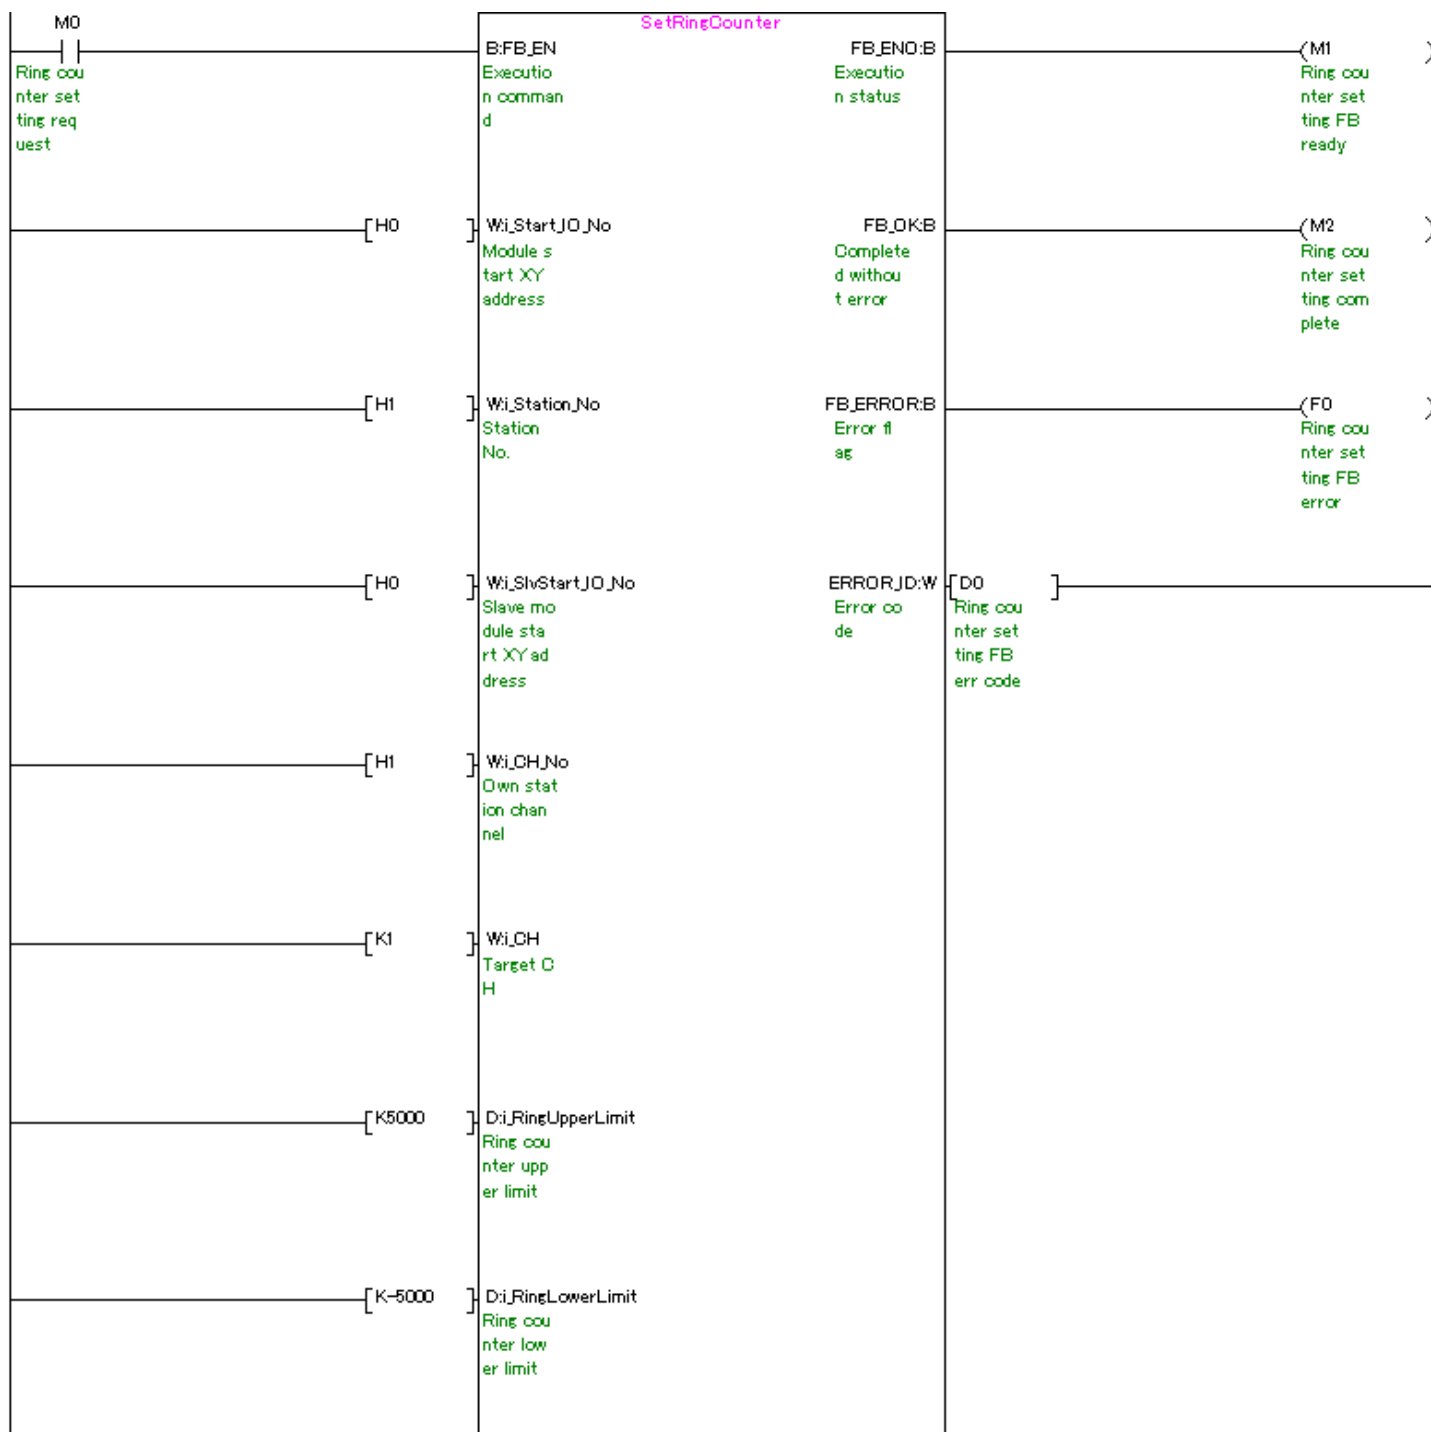 SetRingCounter
M0
B:FB_EN
FB_ENO:B
(M1 )
Ring cou
nter set
ting req
uest
Executio
n comman
d
Executio
n status
Ring cou
nter set
ting FB
ready
[H0 ]
W:i_Start_IO_No
FB_OK:B
(M2 )
Module s
tart XY
address
Complete
d withou
t error
Ring cou
nter set
ting com
plete
[H1 ]
W:i_Station_No
FB_ERROR:B
(F0 )
Station
No.
Error fl
ag
Ring cou
nter set
ting FB
error
[H0 ]
W:i_SlvStart_IO_No
ERROR_ID:W
[D0 ]
Slave mo
dule sta
rt XY ad
dress
Error co
de
Ring cou
nter set
ting FB
err code
[H1 ]
W:i_CH_No
Own stat
ion chan
nel
[K1 ]
W:i_CH
Target C
H
[K5000 ]
D:i_RingUpperLimit
Ring cou
nter upp
er limit
[K-5000 ]
D:i_RingLowerLimit
Ring cou
nter low
er limit